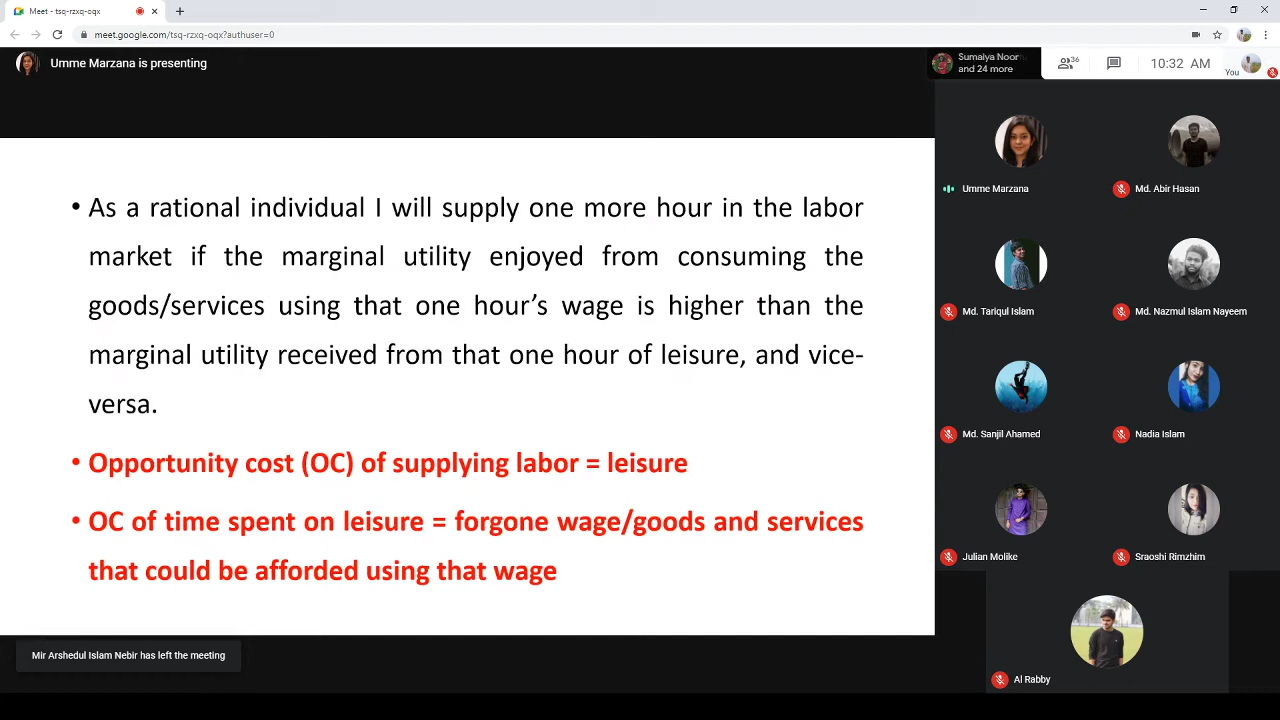 Meet - tsq-rzxq-oqx
meet.google.com/tsq-rzxq-oqx?authuser=0
Umme Marzana is presenting
Sumaiya Noor
and 24 more
36
10:32 AM
You
• As a rational individual I will supply one more hour in the labor
market if the marginal utility enjoyed from consuming the
goods/services using that one hour’s wage is higher than the
marginal utility received from that one hour of leisure, and vice-
versa.
• Opportunity cost (OC) of supplying labor = leisure
• OC of time spent on leisure = forgone wage/goods and services
that could be afforded using that wage
Umme Marzana
Md. Abir Hasan
Md. Tariqul Islam
Md. Nazmul Islam Nayeem
Md. Sanjil Ahamed
Nadia Islam
Julian Molike
Sraoshi Rimzhim
Al Rabby
Mir Arshedul Islam Nebir has left the meeting